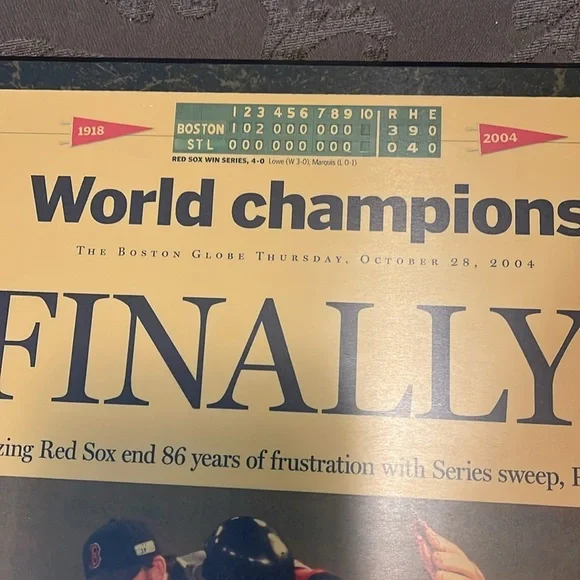 1 2 3 4 5 6 7 8 9 10 R H E
1918
BOSTON 1 0 2 0 0 0 0 0 0 3 9 0
2004
STL 0 0 0 0 0 0 0 0 0 0 4 0
RED SOX WIN SERIES, 4-0 Lowe (W 3-0); Marquis (L 0-1)
World champions
THE BOSTON GLOBE THURSDAY, OCTOBER 28, 2004
FINALLY
zing Red Sox end 86 years of frustration with Series sweep,
B